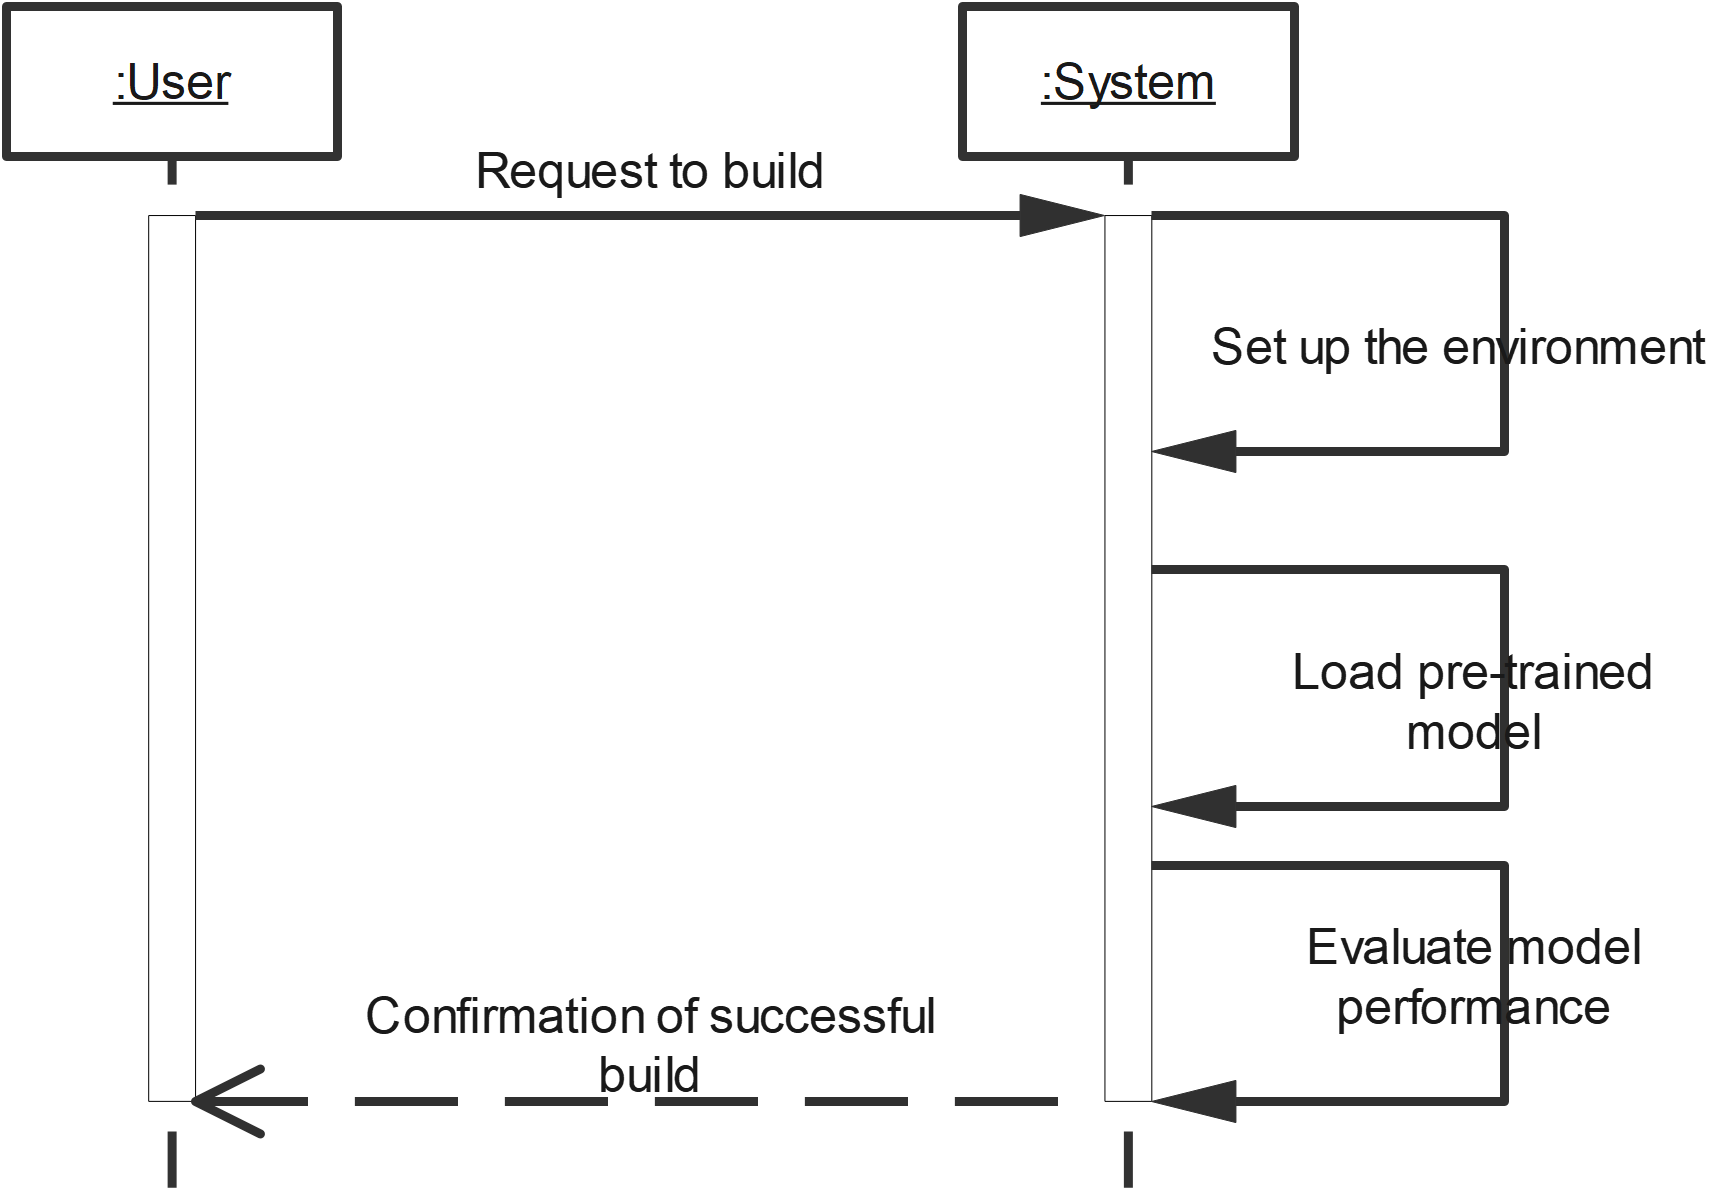 :User
:System
Request to build
Set up the environment
Load pre-trained
model
Evaluate model
performance
Confirmation of successful
build